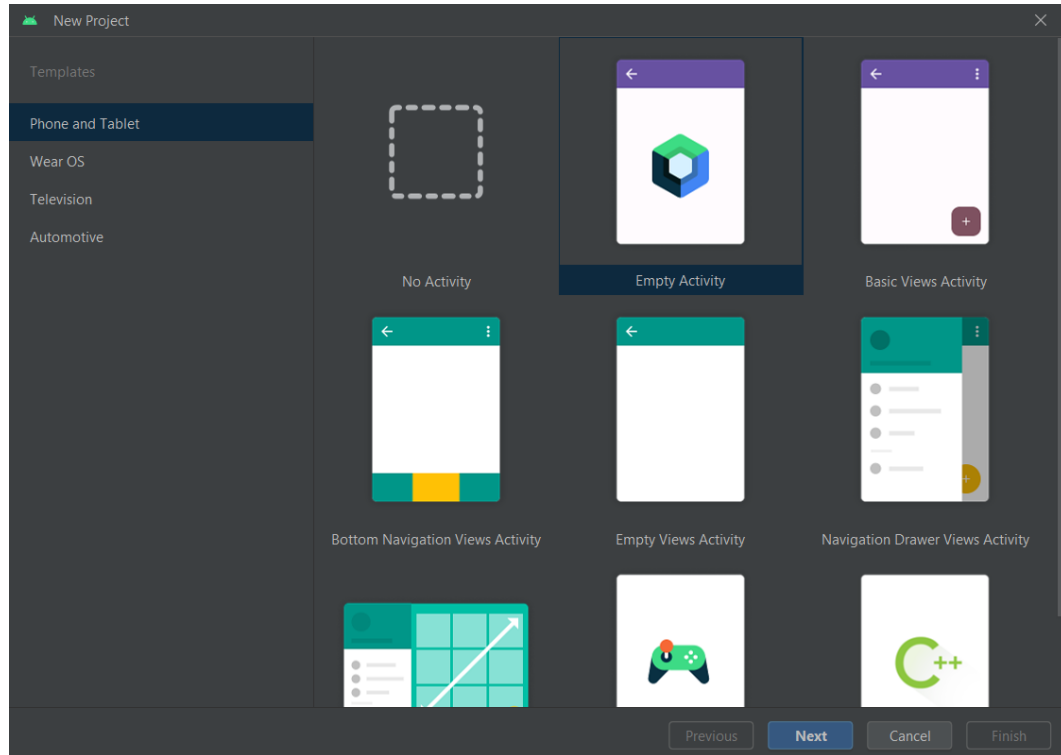 New Project
Templates
Phone and Tablet
Wear OS
Television
Automotive
No Activity
Empty Activity
Basic Views Activity
Bottom Navigation Views Activity
Empty Views Activity
Navigation Drawer Views Activity
C++
Previous
Next
Cancel
Finish